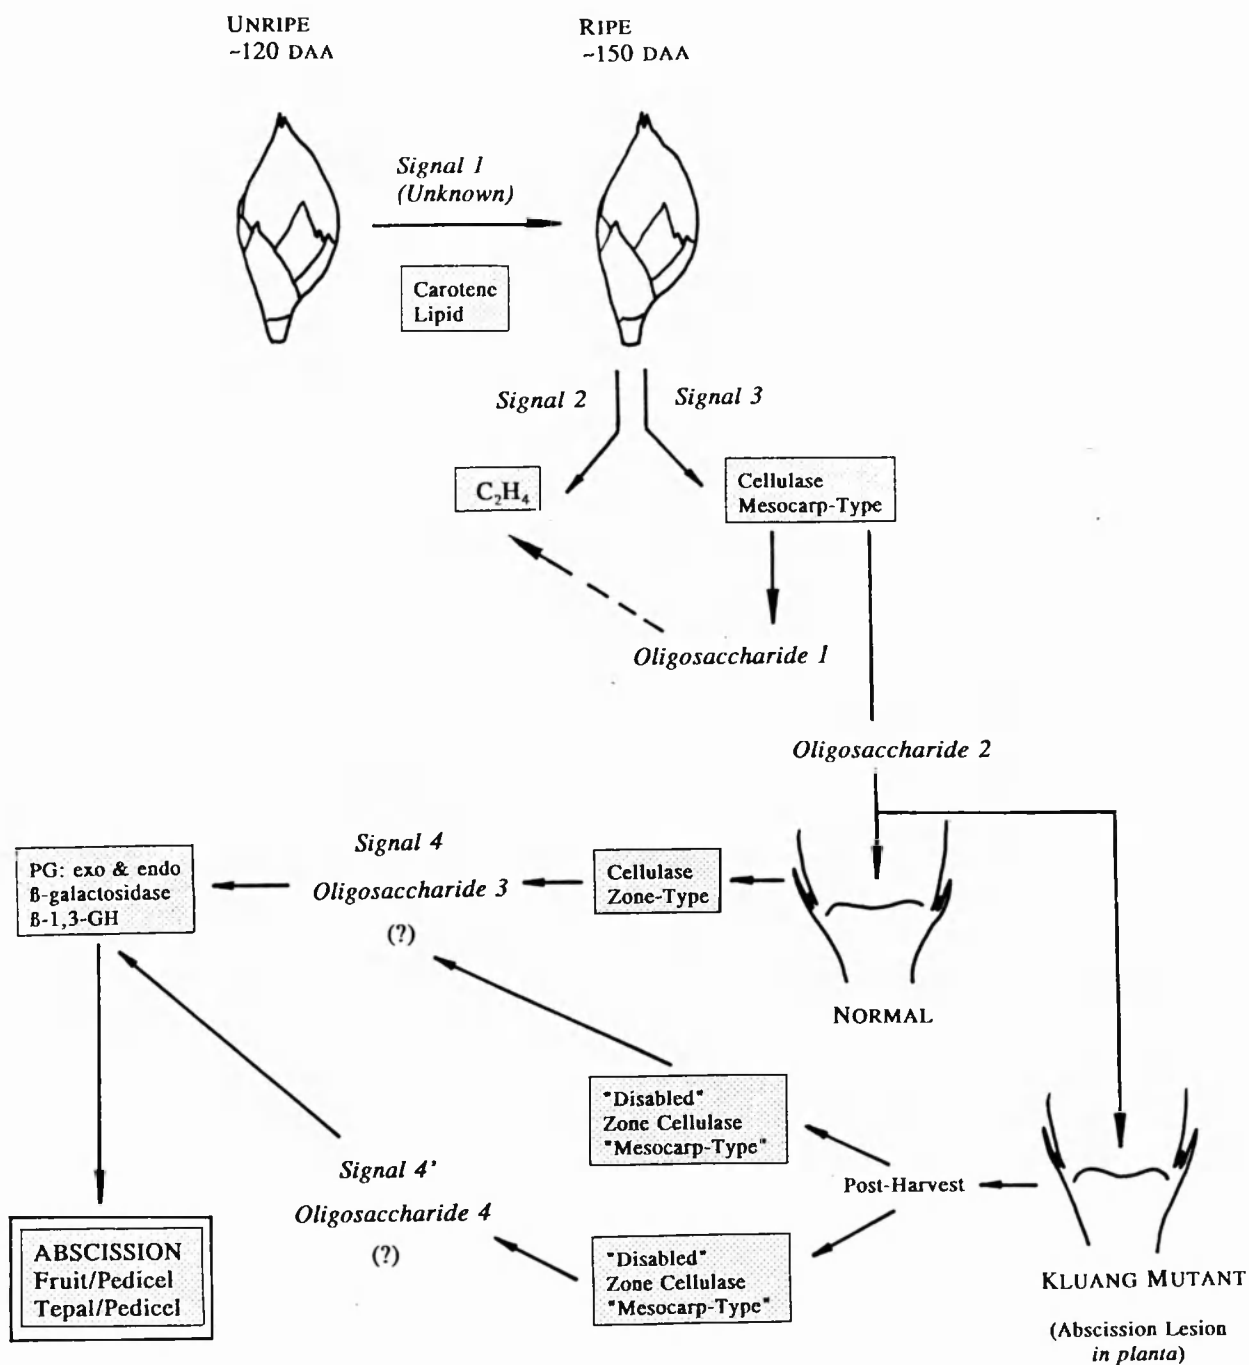 UNRIPE
~120 DAA
RIPE
~150 DAA
Signal 1
(Unknown)
Carotene
Lipid
Signal 2
Signal 3
C₂H₄
Cellulase
Mesocarp-Type
Oligosaccharide 1
Oligosaccharide 2
Signal 4
Oligosaccharide 3
(?)
Cellulase
Zone-Type
PG: exo & endo
ß-galactosidase
ß-1,3-GH
NORMAL
"Disabled"
Zone Cellulase
"Mesocarp-Type"
Post-Harvest
Signal 4'
Oligosaccharide 4
(?)
"Disabled"
Zone Cellulase
"Mesocarp-Type"
ABSCISSION
Fruit/Pedicel
Tepal/Pedicel
KLUANG MUTANT
(Abscission Lesion
in planta)